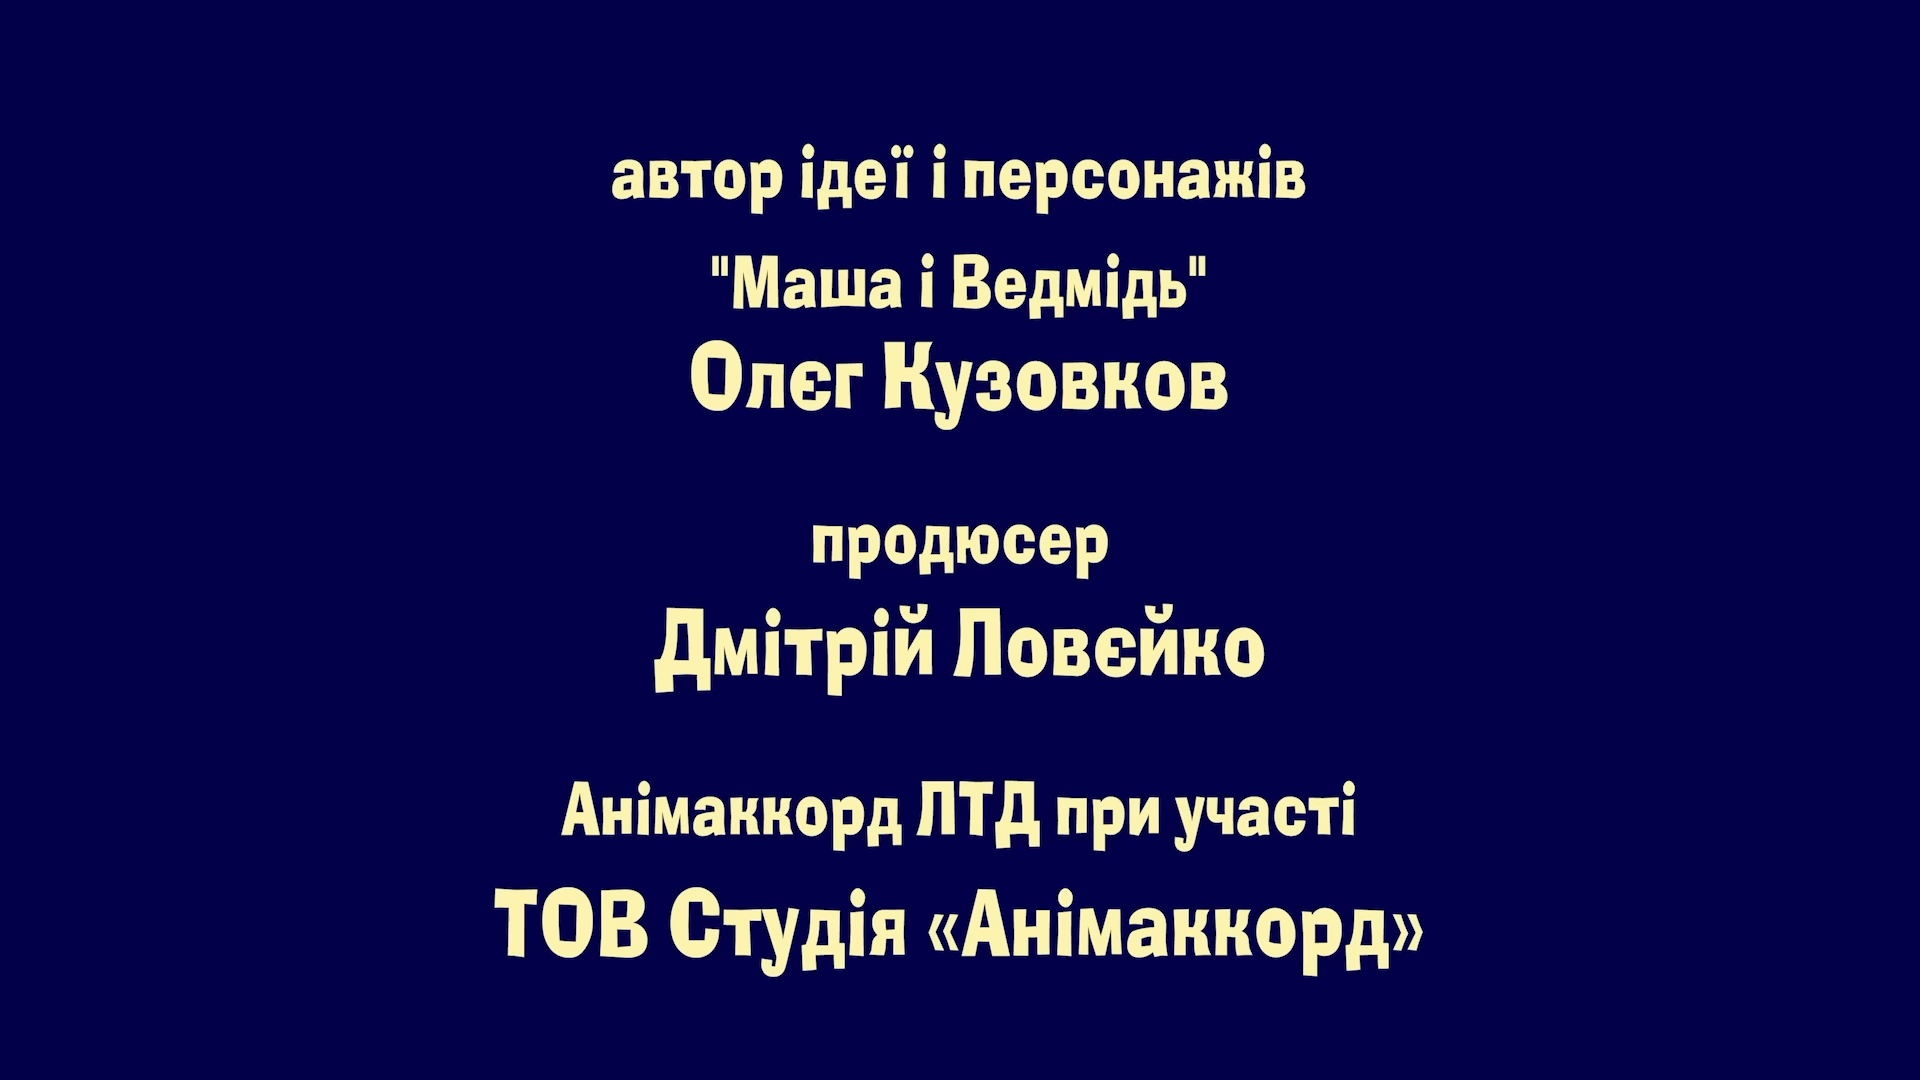 автор ідеї і персонажів
"Маша і Ведмідь"
Олєг Кузовков
продюсер
Дмітрій Ловєйко
Анімаккорд ЛТД при участі
ТОВ Студія «Анімаккорд»